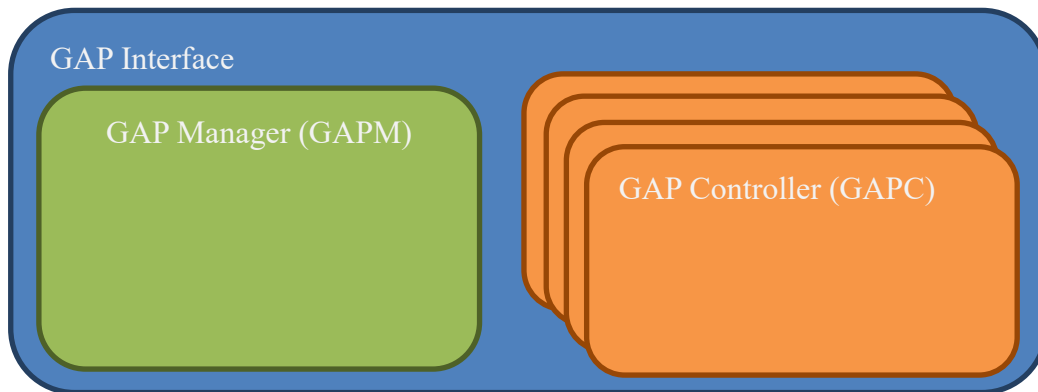 GAP Interface
GAP Manager (GAPM)
GAP Controller (GAPC)